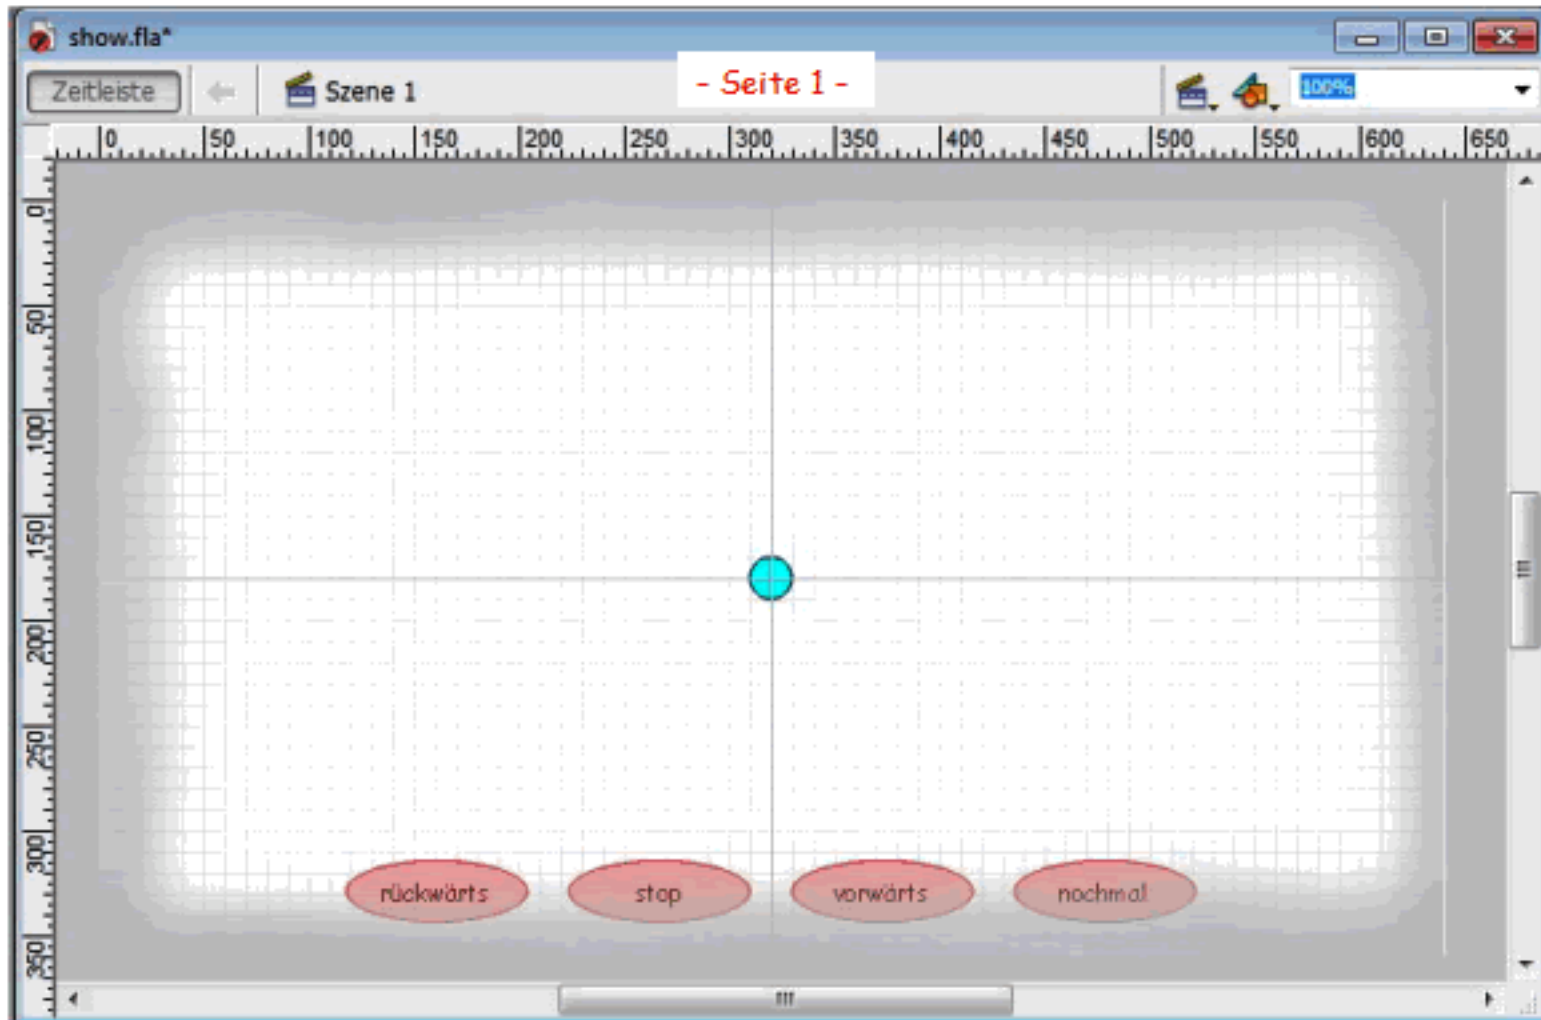 show.fla*
Zeitleiste
Szene 1
- Seite 1 -
100%
0 50 100 150 200 250 300 350 400 450 500 550 600 650
0
50
100
150
200
250
300
350
rückwärts stop vorwärts nochmal